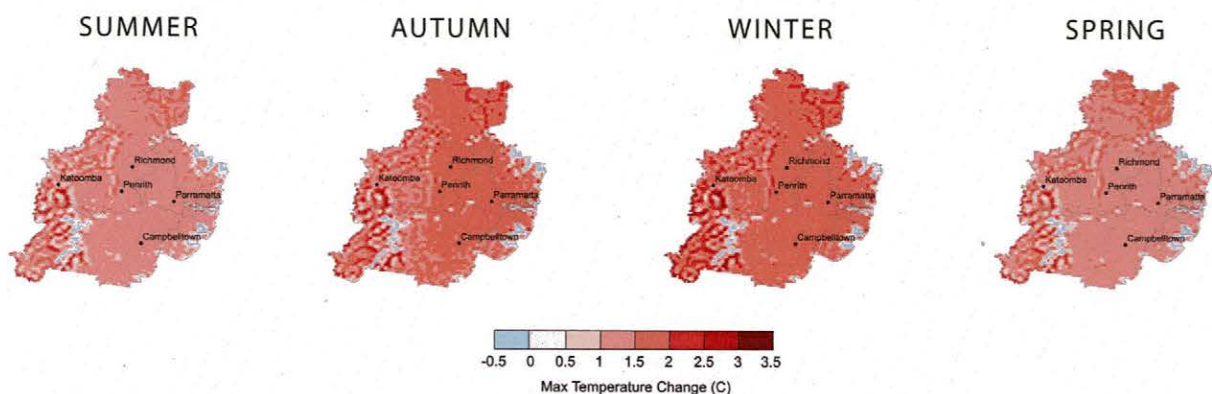 SUMMER
AUTUMN
WINTER
SPRING
Richmond
Katoomba
Penrith
Parramatta
Campbelltown
Richmond
Katoomba
Penrith
Parramatta
Campbelltown
Richmond
Katoomba
Penrith
Parramatta
Campbelltown
Richmond
Katoomba
Penrith
Parramatta
Campbelltown
-0.5 0 0.5 1 1.5 2 2.5 3 3.5
Max Temperature Change (C)